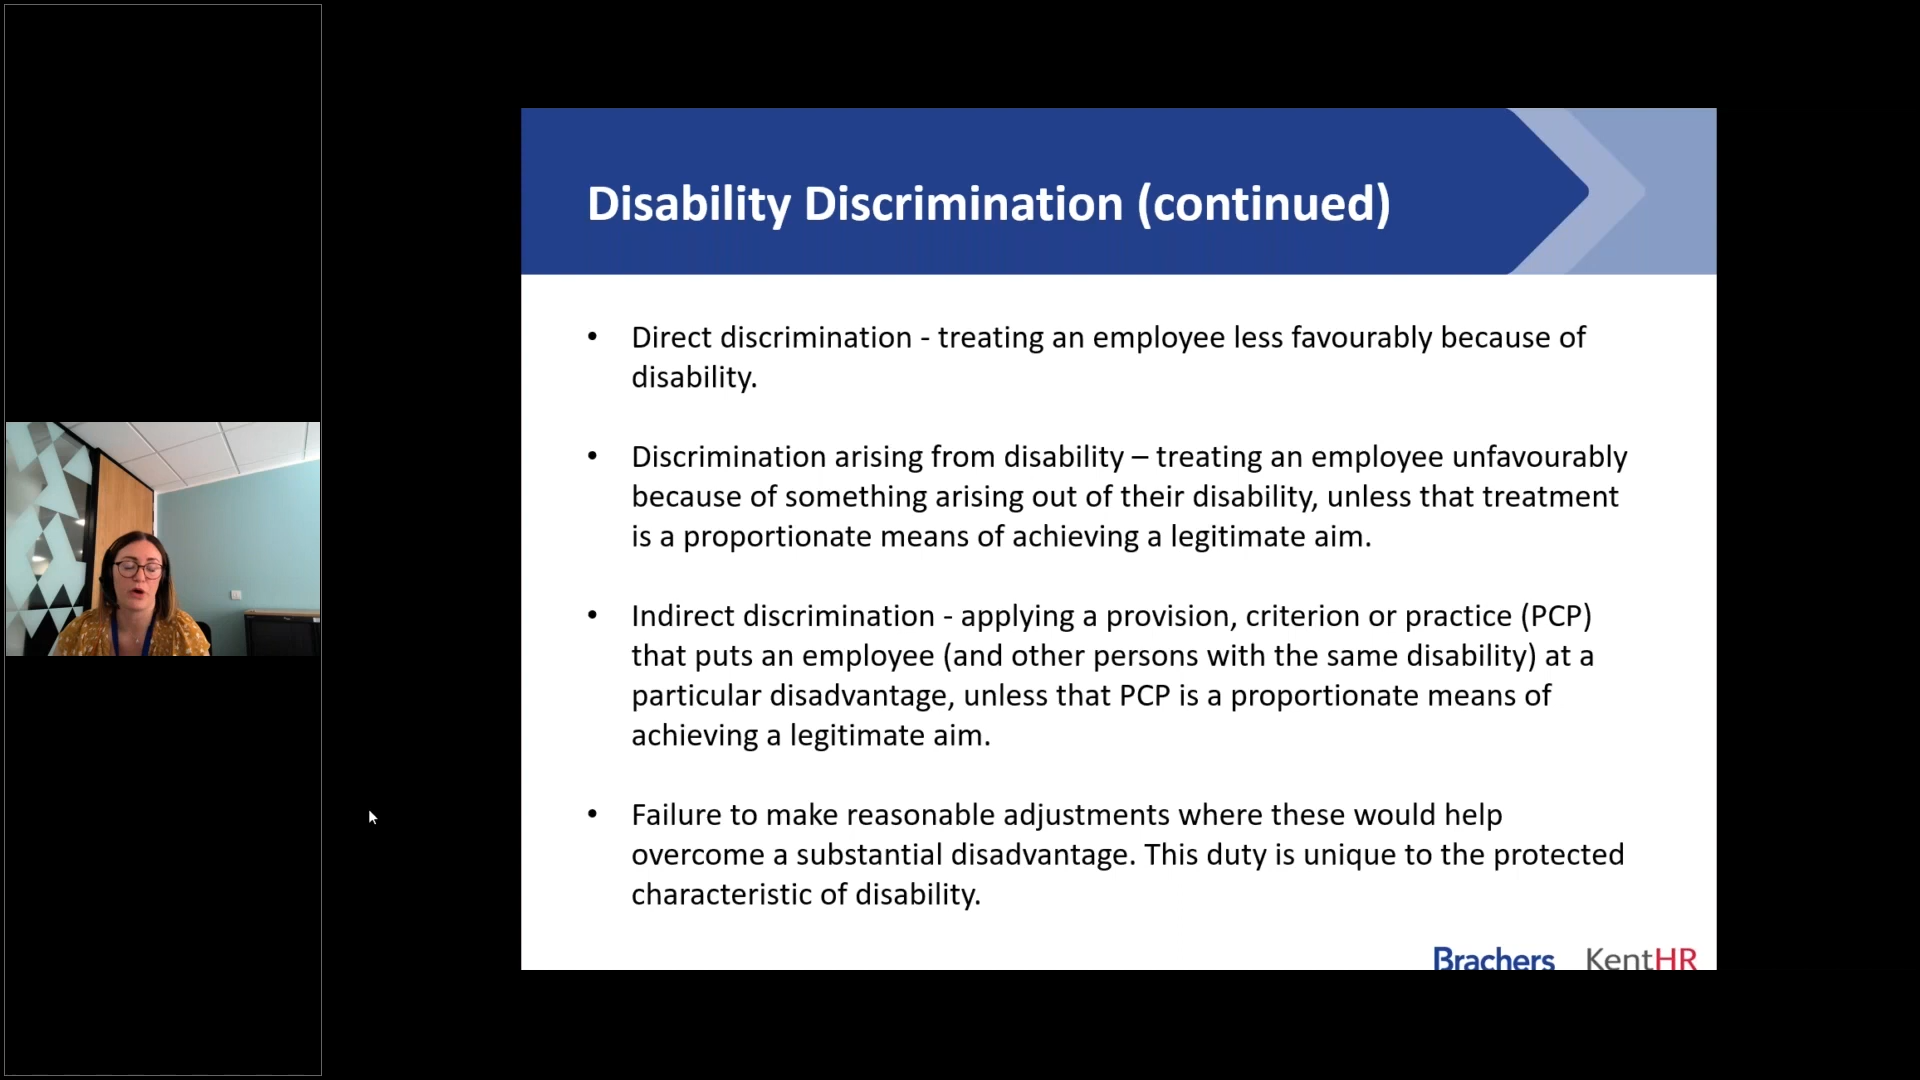 Disability Discrimination (continued)
• Direct discrimination - treating an employee less favourably because of
disability.
• Discrimination arising from disability – treating an employee unfavourably
because of something arising out of their disability, unless that treatment
is a proportionate means of achieving a legitimate aim.
• Indirect discrimination - applying a provision, criterion or practice (PCP)
that puts an employee (and other persons with the same disability) at a
particular disadvantage, unless that PCP is a proportionate means of
achieving a legitimate aim.
• Failure to make reasonable adjustments where these would help
overcome a substantial disadvantage. This duty is unique to the protected
characteristic of disability.
Brachers KentHR